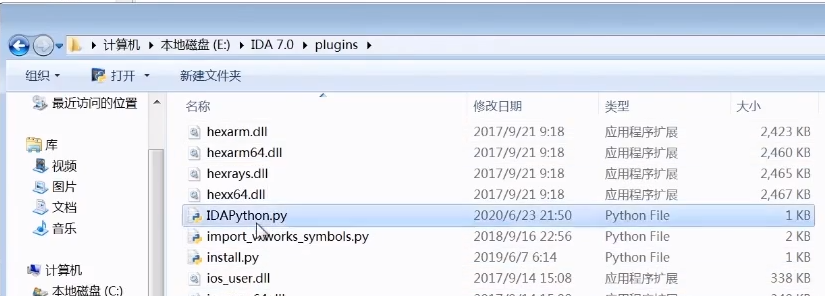 计算机 本地磁盘 (E:) IDA 7.0 plugins
组织 打开 新建文件夹
最近访问的位置
库
视频
图片
文档
音乐
计算机
本地磁盘 (C:)
名称 修改日期 类型 大小
hexarm.dll 2017/9/21 9:18 应用程序扩展 2,423 KB
hexarm64.dll 2017/9/21 9:18 应用程序扩展 2,460 KB
hexrays.dll 2017/9/21 9:18 应用程序扩展 2,465 KB
hexx64.dll 2017/9/21 9:18 应用程序扩展 2,467 KB
IDAPython.py 2020/6/23 21:50 Python File 1 KB
import_vxworks_symbols.py 2018/9/16 22:56 Python File 2 KB
install.py 2019/6/7 6:14 Python File 1 KB
ios_user.dll 2017/9/14 15:08 应用程序扩展 338 KB